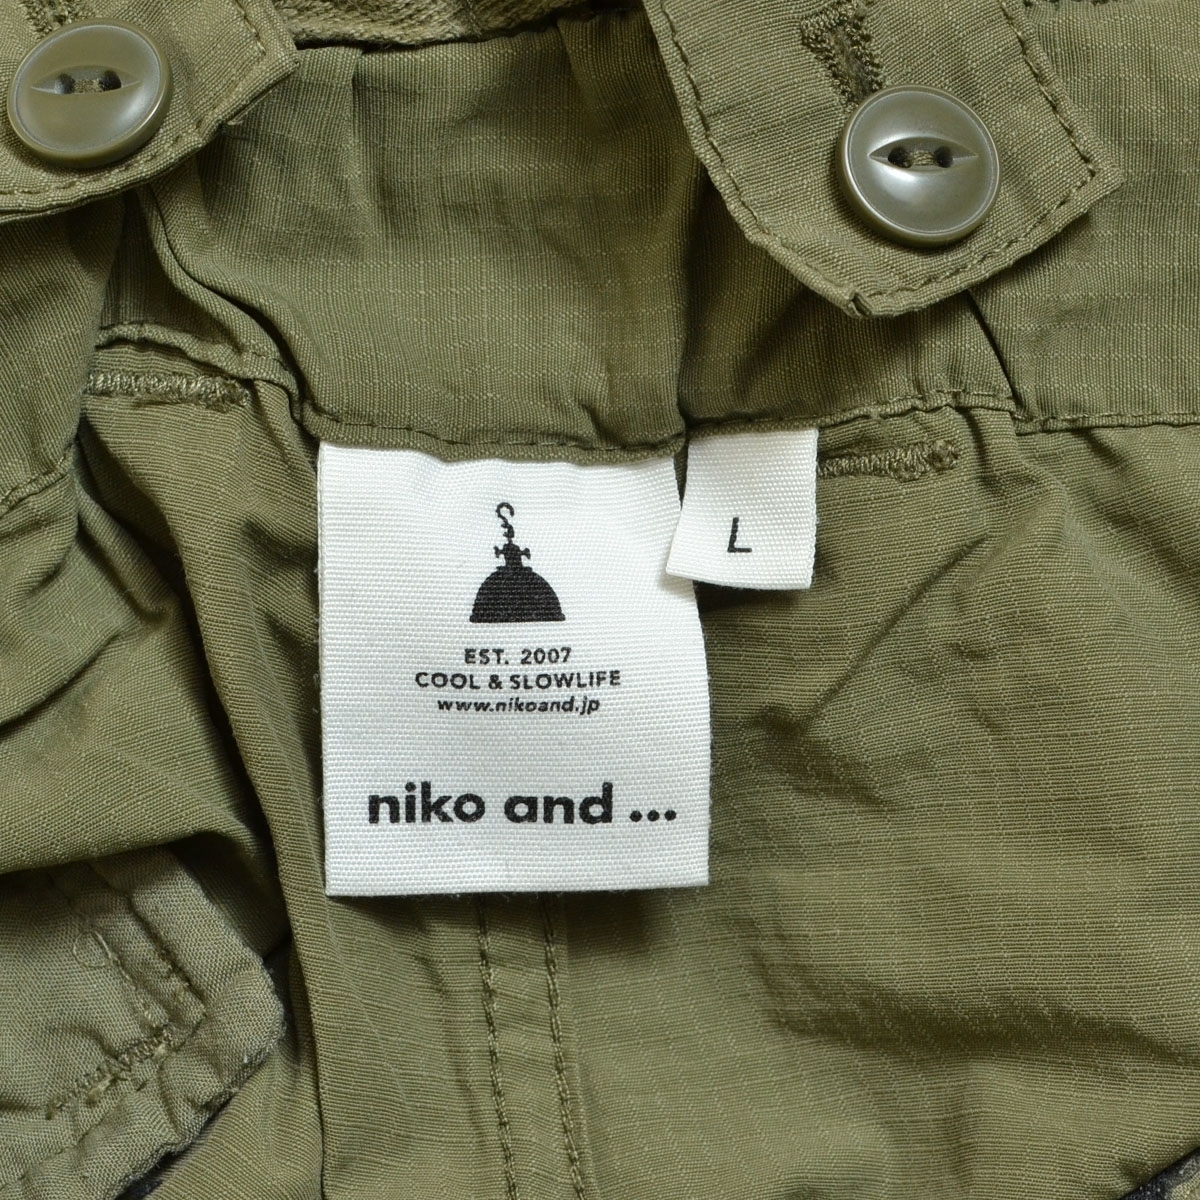 L
EST. 2007
COOL & SLOWLIFE
www.nikoand.jp
niko and ...